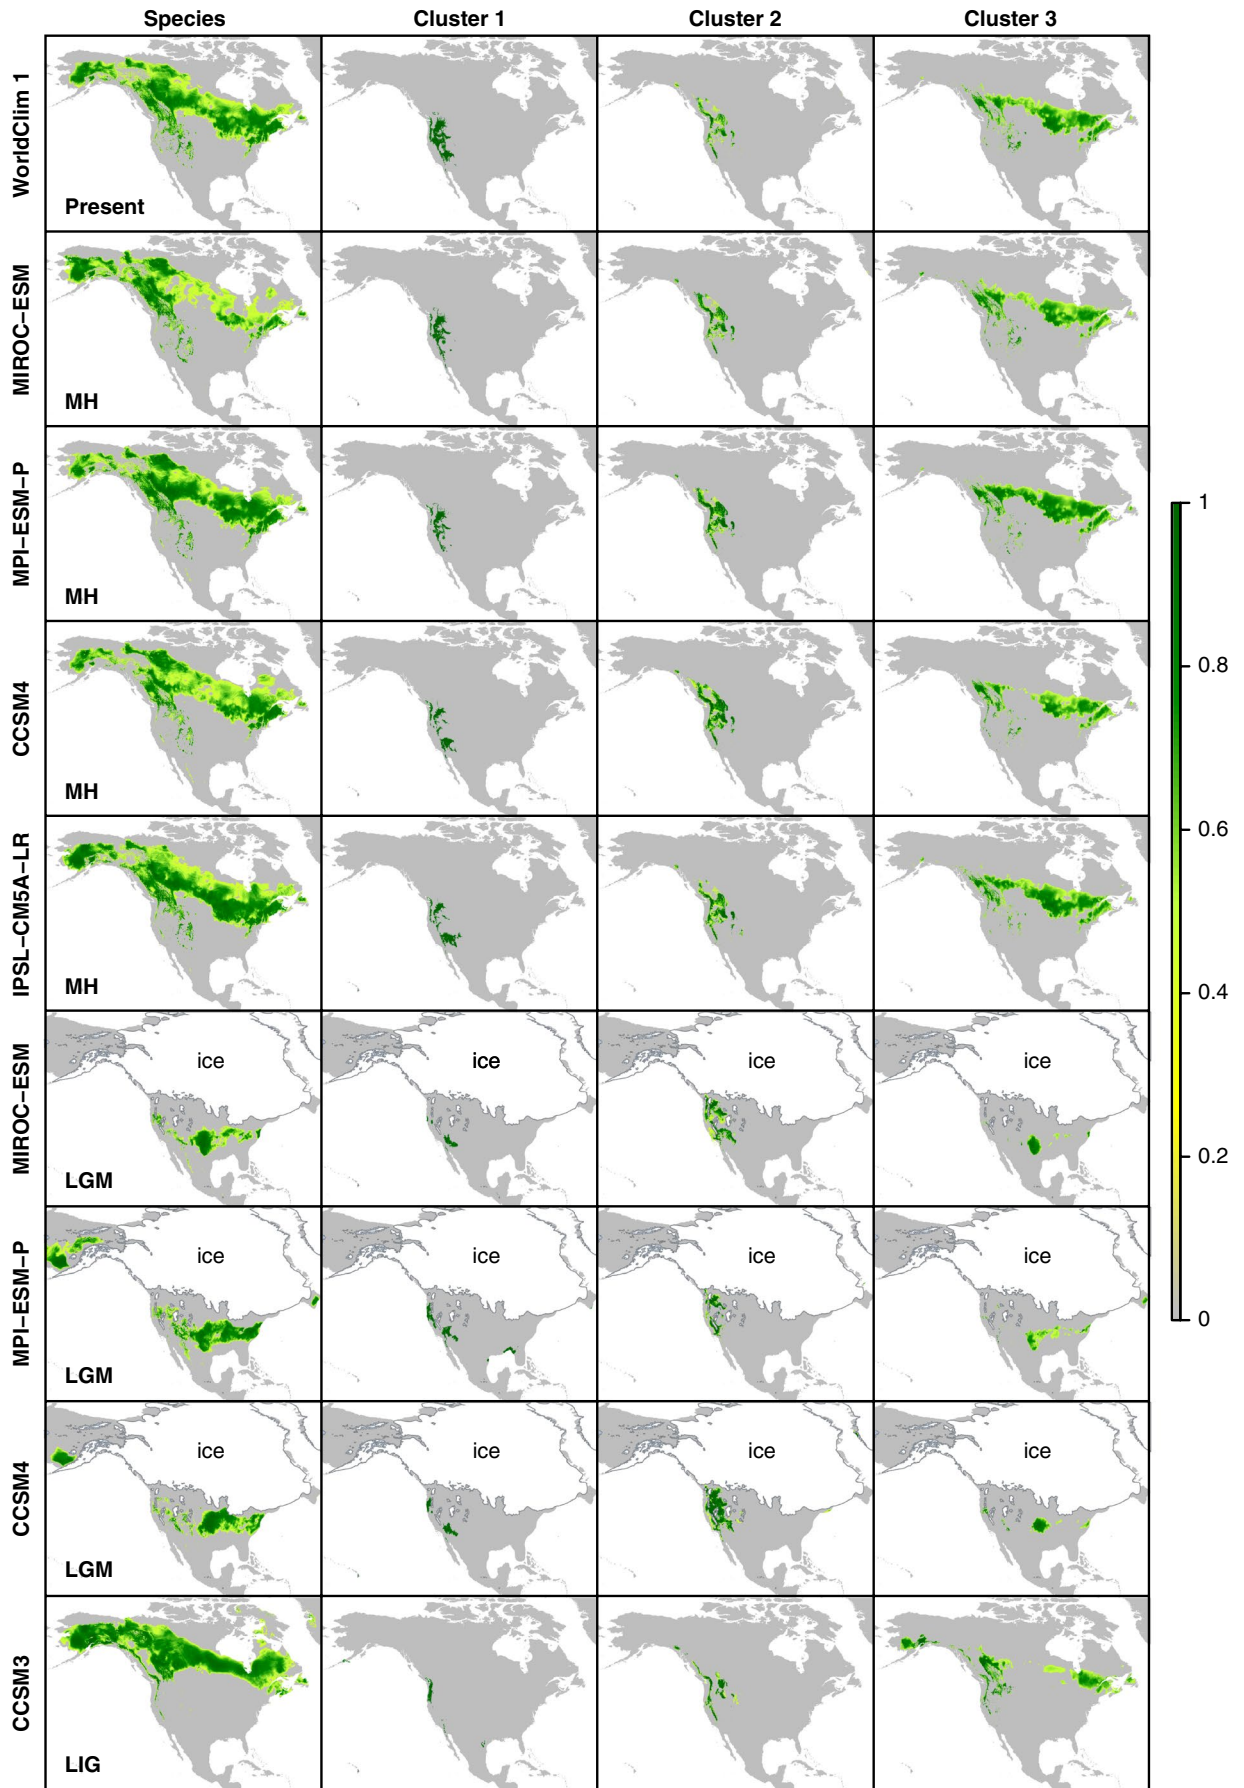 Species Cluster 1 Cluster 2 Cluster 3
WorldClim 1
Present
MIROC−ESM
MH
MPI−ESM−P
MH
CCSM4
MH
IPSL−CM5A−LR
MH
MIROC−ESM
ice ice ice ice
LGM
MPI−ESM−P
ice ice ice ice
LGM
CCSM4
ice ice ice ice
LGM
CCSM3
LIG
1
0.8
0.6
0.4
0.2
0